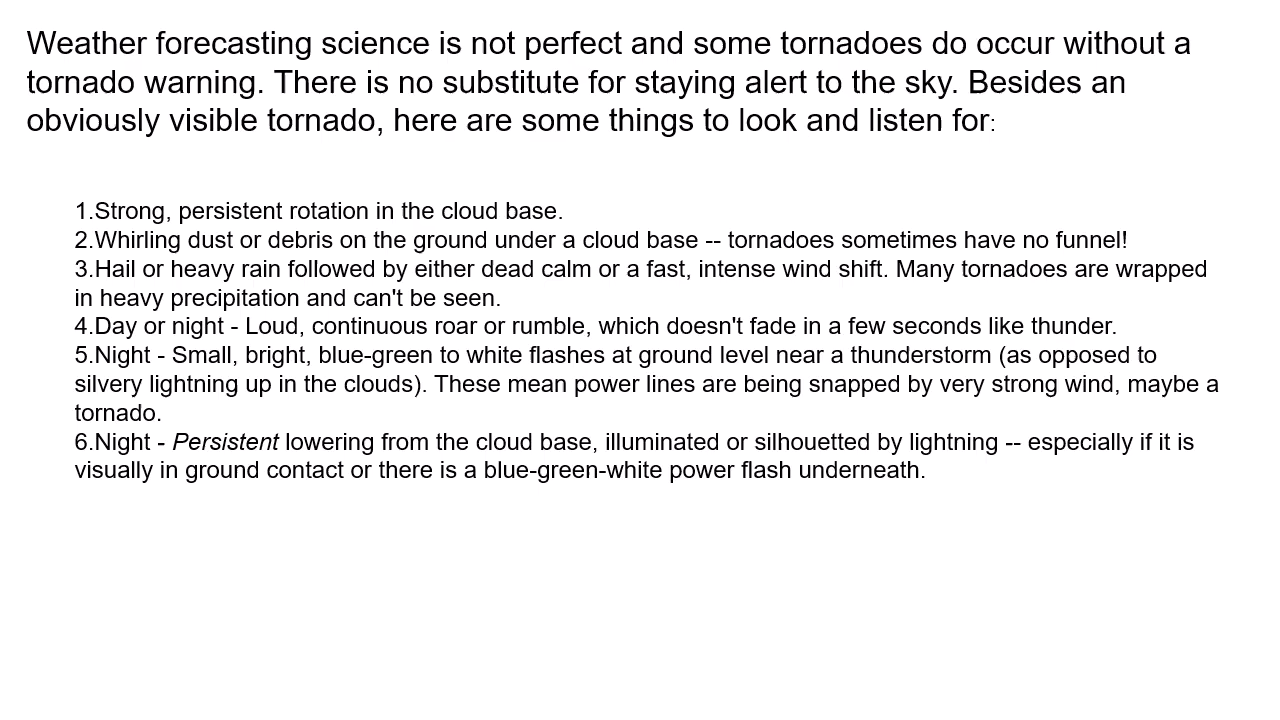 Weather forecasting science is not perfect and some tornadoes do occur without a
tornado warning. There is no substitute for staying alert to the sky. Besides an
obviously visible tornado, here are some things to look and listen for:
1.Strong, persistent rotation in the cloud base.
2.Whirling dust or debris on the ground under a cloud base -- tornadoes sometimes have no funnel!
3.Hail or heavy rain followed by either dead calm or a fast, intense wind shift. Many tornadoes are wrapped
in heavy precipitation and can't be seen.
4.Day or night - Loud, continuous roar or rumble, which doesn't fade in a few seconds like thunder.
5.Night - Small, bright, blue-green to white flashes at ground level near a thunderstorm (as opposed to
silvery lightning up in the clouds). These mean power lines are being snapped by very strong wind, maybe a
tornado.
6.Night - Persistent lowering from the cloud base, illuminated or silhouetted by lightning -- especially if it is
visually in ground contact or there is a blue-green-white power flash underneath.